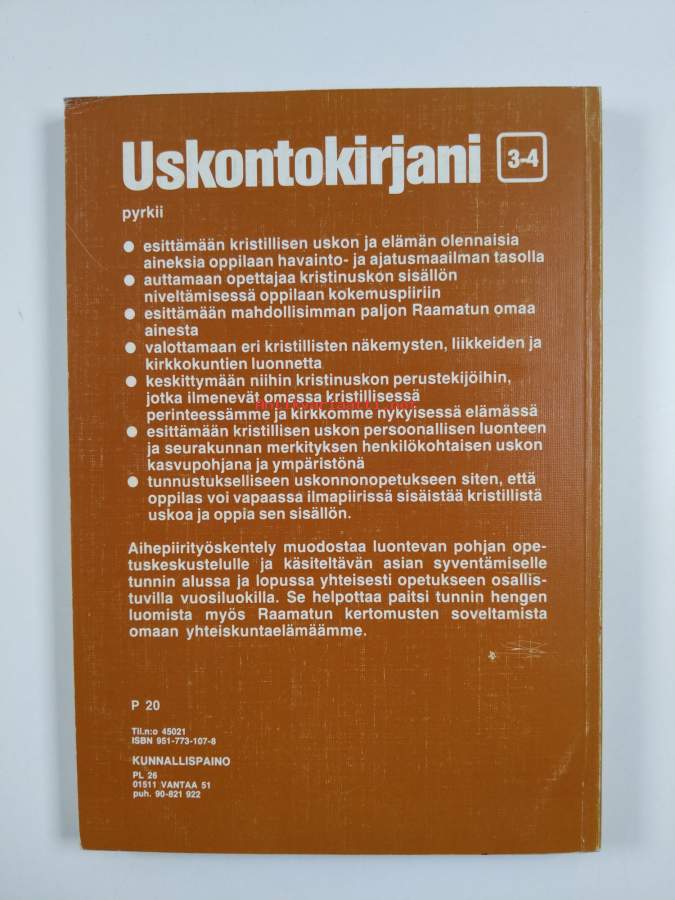 Uskontokirjani 3-4
pyrkii
● esittämään kristillisen uskon ja elämän olennaisia
aineksia oppilaan havainto- ja ajatusmaailman tasolla
● auttamaan opettajaa kristinuskon sisällön
niveltämisessä oppilaan kokemuspiiriin
● esittämään mahdollisimman paljon Raamatun omaa
ainesta
● valottamaan eri kristillisten näkemysten, liikkeiden ja
kirkkokuntien luonnetta
● keskittymään niihin kristinuskon perustekijöihin,
jotka ilmenevät omassa kristillisessä
perinteessämme ja kirkkomme nykyisessä elämässä
● esittämään kristillisen uskon persoonallisen luonteen
ja seurakunnan merkityksen henkilökohtaisen uskon
kasvupohjana ja ympäristönä
● tunnustukselliseen uskonnonopetukseen siten, että
oppilas voi vapaassa ilmapiirissä sisäistää kristillistä
uskoa ja oppia sen sisällön.
Aihepiirityöskentely muodostaa luontevan pohjan ope-
tuskeskustelulle ja käsiteltävän asian syventämiselle
tunnin alussa ja lopussa yhteisesti opetukseen osallis-
tuvilla vuosiluokilla. Se helpottaa paitsi tunnin hengen
luomista myös Raamatun kertomusten soveltamista
omaan yhteiskuntaelämäämme.
P 20
Til.n:o 45021
ISBN 951-773-107-8
KUNNALLISPAINO
PL 26
01511 VANTAA 51
puh. 90-821 922